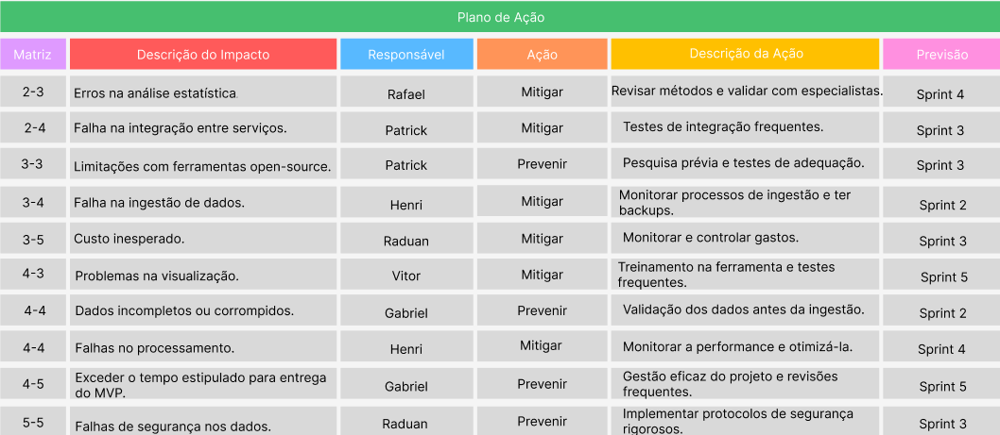 Plano de Ação
Matriz Descrição do Impacto Responsável Ação Descrição da Ação Previsão
2-3 Erros na análise estatística. Rafael Mitigar Revisar métodos e validar com especialistas. Sprint 4
2-4 Falha na integração entre serviços. Patrick Mitigar Testes de integração frequentes. Sprint 3
3-3 Limitações com ferramentas open-source. Patrick Prevenir Pesquisa prévia e testes de adequação. Sprint 3
3-4 Falha na ingestão de dados. Henri Mitigar Monitorar processos de ingestão e ter
backups. Sprint 2
3-5 Custo inesperado. Raduan Mitigar Monitorar e controlar gastos. Sprint 3
4-3 Problemas na visualização. Vitor Mitigar Treinamento na ferramenta e testes
frequentes. Sprint 5
4-4 Dados incompletos ou corrompidos. Gabriel Prevenir Validação dos dados antes da ingestão. Sprint 2
4-4 Falhas no processamento. Henri Mitigar Monitorar a performance e otimizá-la. Sprint 4
4-5 Exceder o tempo estipulado para entrega
do MVP. Gabriel Prevenir Gestão eficaz do projeto e revisões
frequentes. Sprint 5
5-5 Falhas de segurança nos dados. Raduan Prevenir Implementar protocolos de segurança
rigorosos. Sprint 3